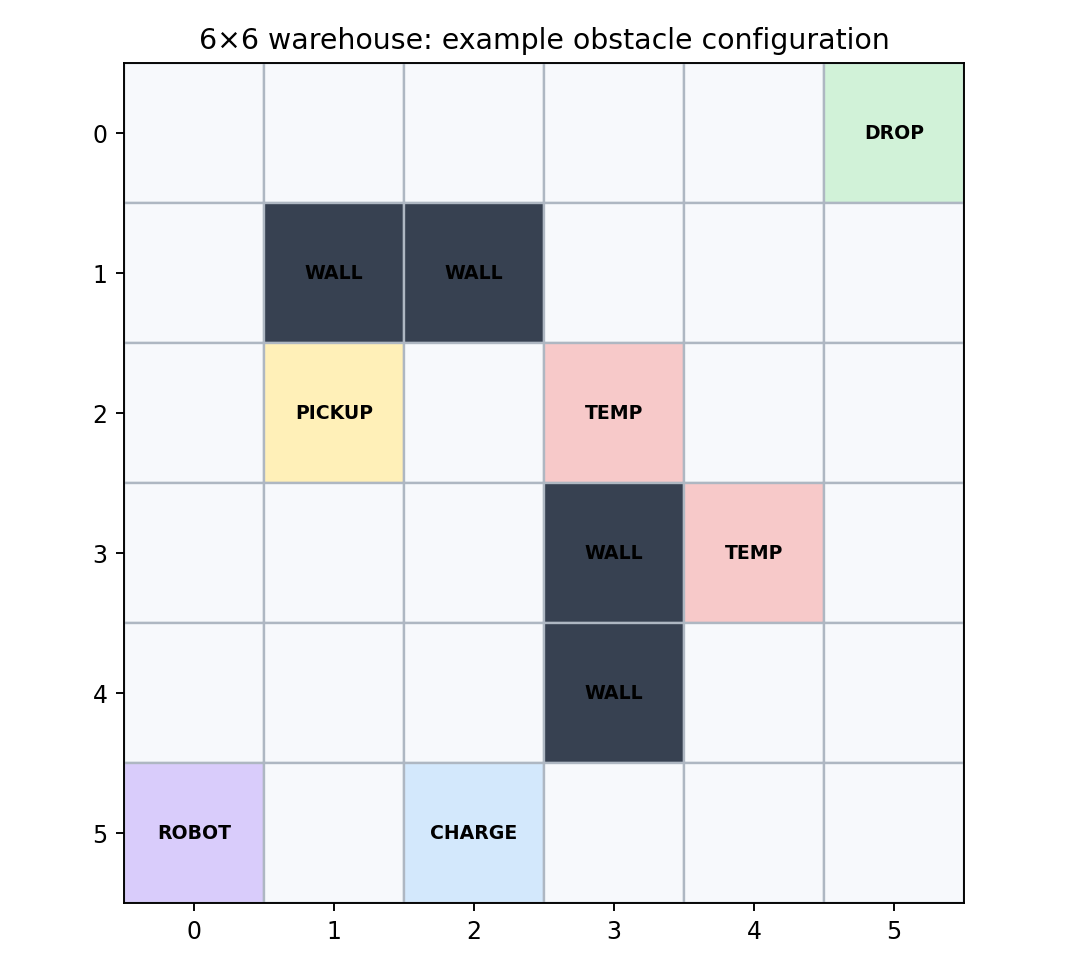 6×6 warehouse: example obstacle configuration
0
DROP
1
WALL
WALL
2
PICKUP
TEMP
3
WALL
TEMP
4
WALL
5
ROBOT
CHARGE
0
1
2
3
4
5